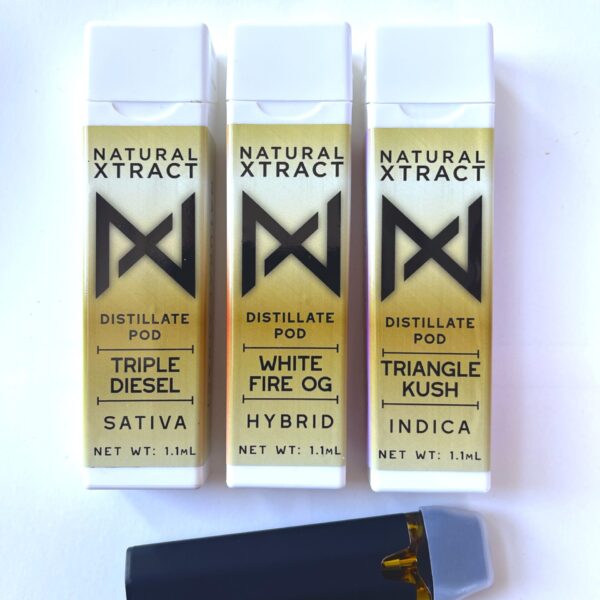 NATURAL
XTRACT
DISTILLATE
POD
TRIPLE
DIESEL
SATIVA
NET WT: 1.1mL
NATURAL
XTRACT
DISTILLATE
POD
WHITE
FIRE OG
HYBRID
NET WT: 1.1mL
NATURAL
XTRACT
DISTILLATE
POD
TRIANGLE
KUSH
INDICA
NET WT: 1.1mL